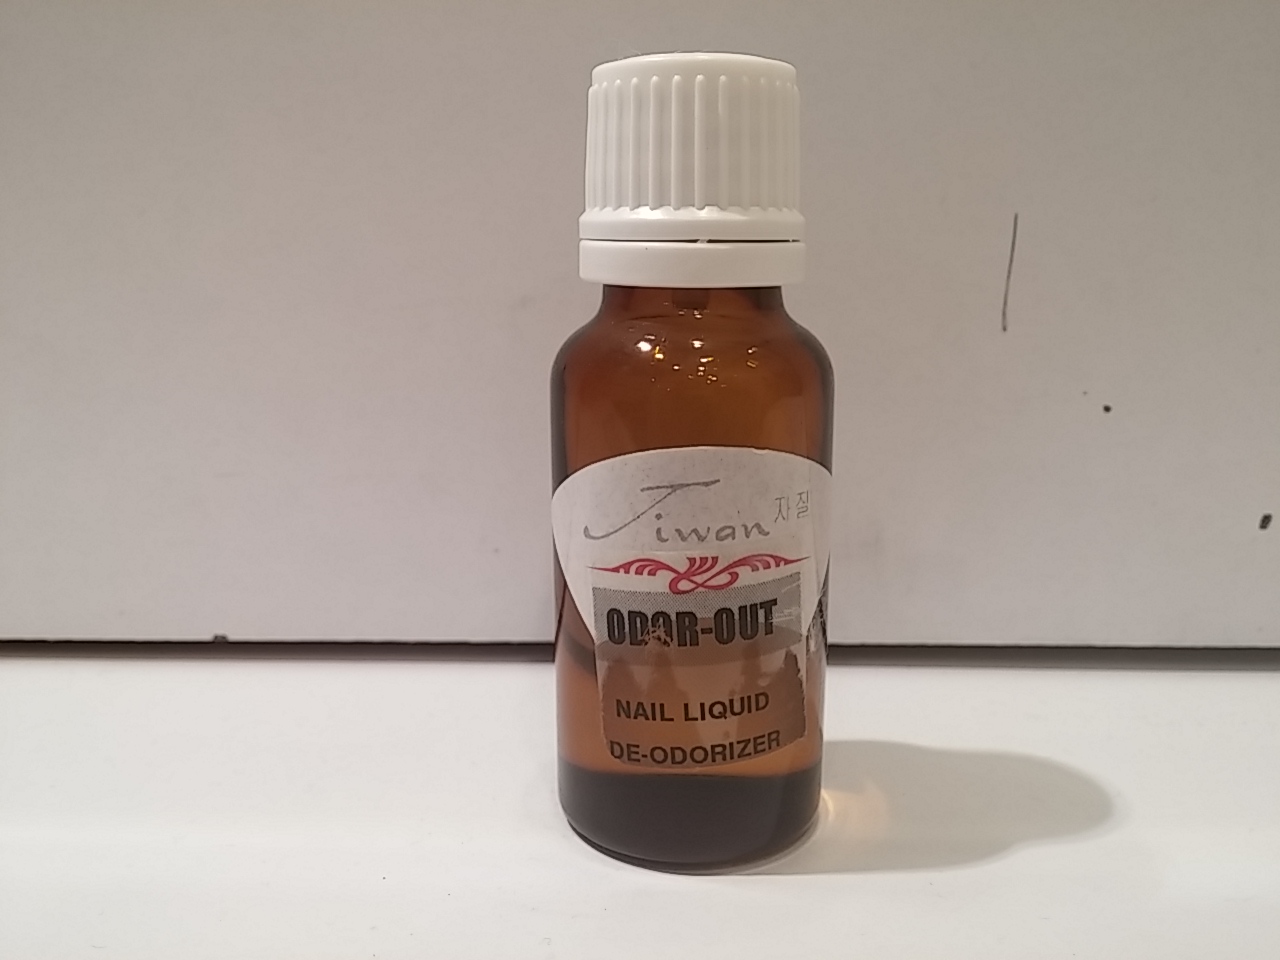 Jiwan 자질
ODOR-OUT
NAIL LIQUID
DE-ODORIZER